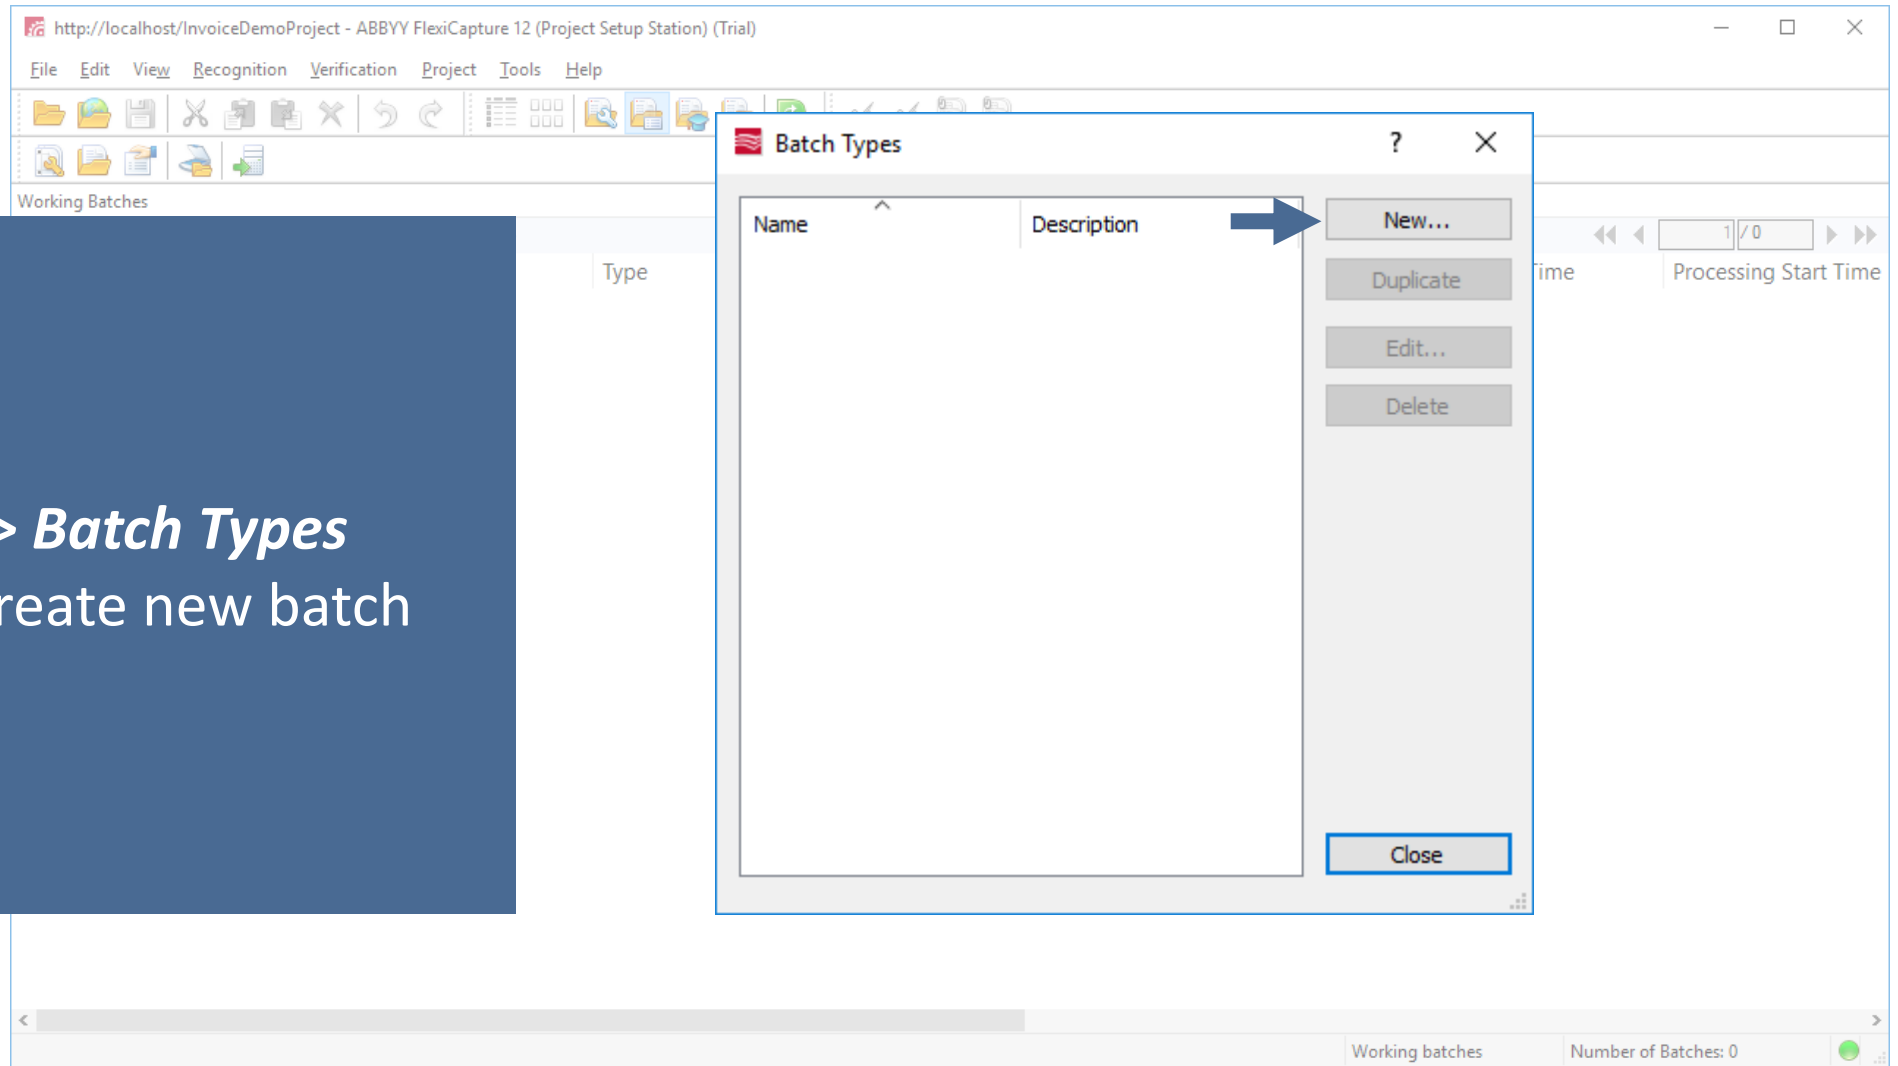 http://localhost/InvoiceDemoProject - ABBYY FlexiCapture 12 (Project Setup Station) (Trial)
File Edit View Recognition Verification Project Tools Help
Batch Types ?
Working Batches
Name Description New...
1 / 0
Type Duplicate Time Processing Start Time
Edit...
Delete
> Batch Types
reate new batch
Close
Working batches Number of Batches: 0